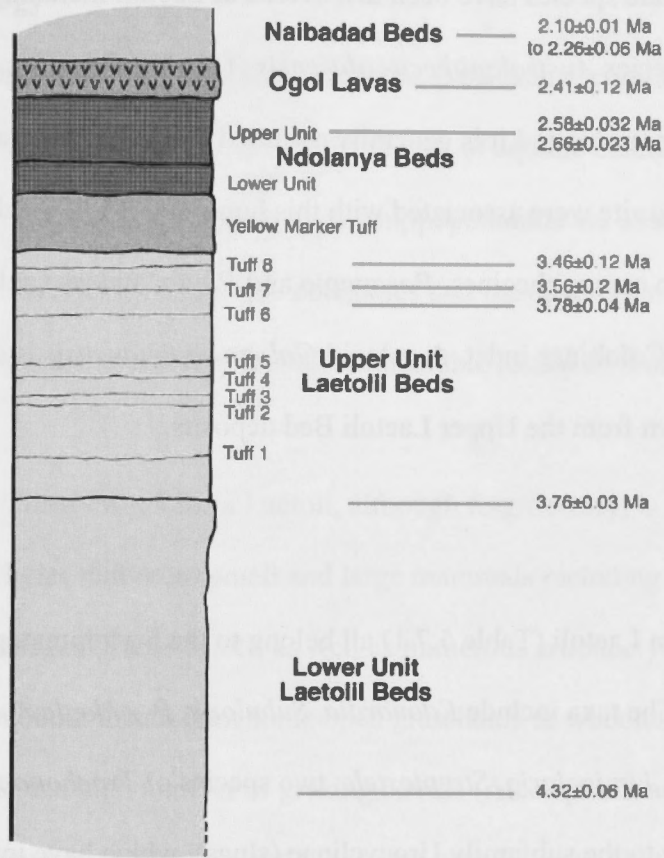 Naibadad Beds 2.10±0.01 Ma
to 2.26±0.06 Ma
Ogol Lavas 2.41±0.12 Ma
Upper Unit 2.58±0.032 Ma
2.66±0.023 Ma
Ndolanya Beds
Lower Unit
Yellow Marker Tuff
Tuff 8 3.46±0.12 Ma
Tuff 7 3.56±0.2 Ma
Tuff 6 3.78±0.04 Ma
Tuff 5
Upper Unit
Laetolil Beds
Tuff 4
Tuff 3
Tuff 2
Tuff 1
3.76±0.03 Ma
Lower Unit
Laetolil Beds
4.32±0.06 Ma